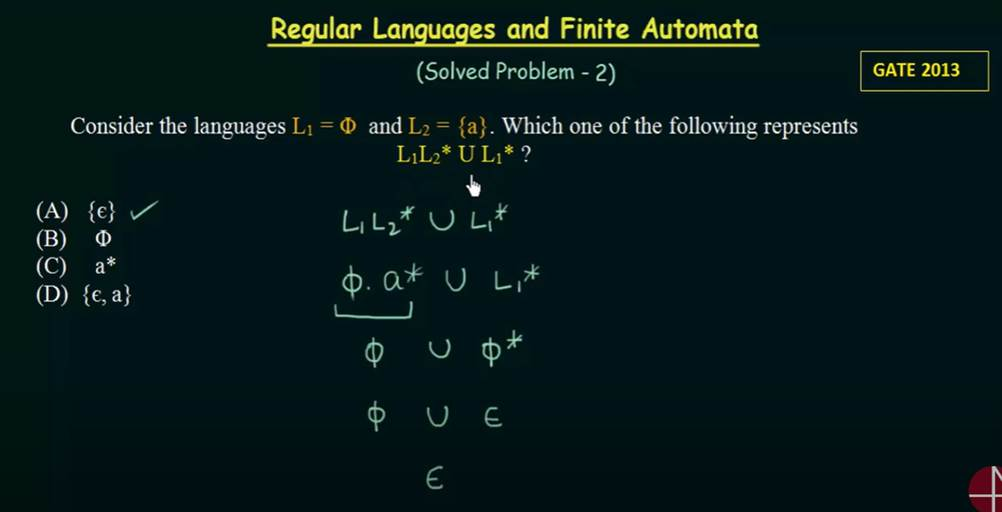 Regular Languages and Finite Automata
(Solved Problem - 2)
GATE 2013
Consider the languages L₁ = Φ and L₂ = {a}. Which one of the following represents
L₁L₂* U L₁* ?
(A) {ϵ} ✓
(B) Φ
(C) a*
(D) {ϵ, a}
L₁L₂* ∪ L₁*
ϕ. a* ∪ L₁*
ϕ ∪ ϕ*
ϕ ∪ ϵ
ϵ